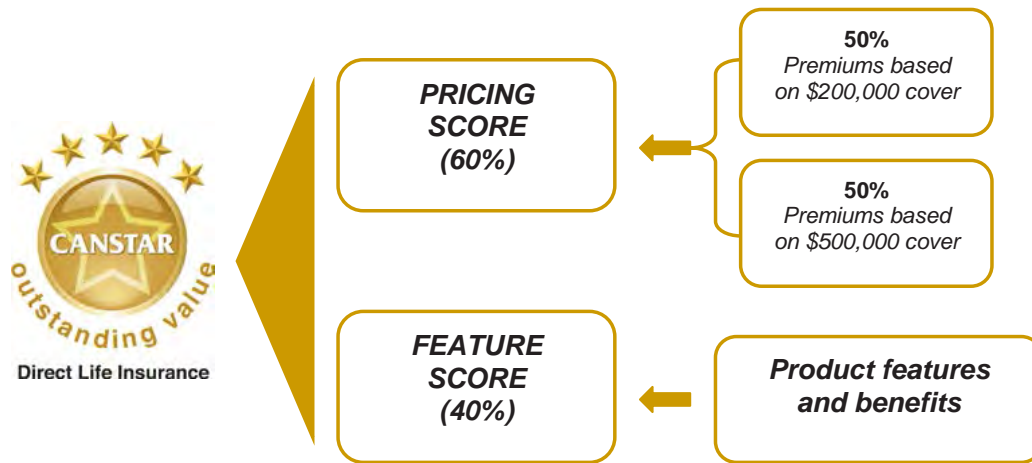 CANSTAR
outstanding value
Direct Life Insurance
PRICING
SCORE
(60%)
50%
Premiums based
on $200,000 cover
50%
Premiums based
on $500,000 cover
FEATURE
SCORE
(40%)
Product features
and benefits